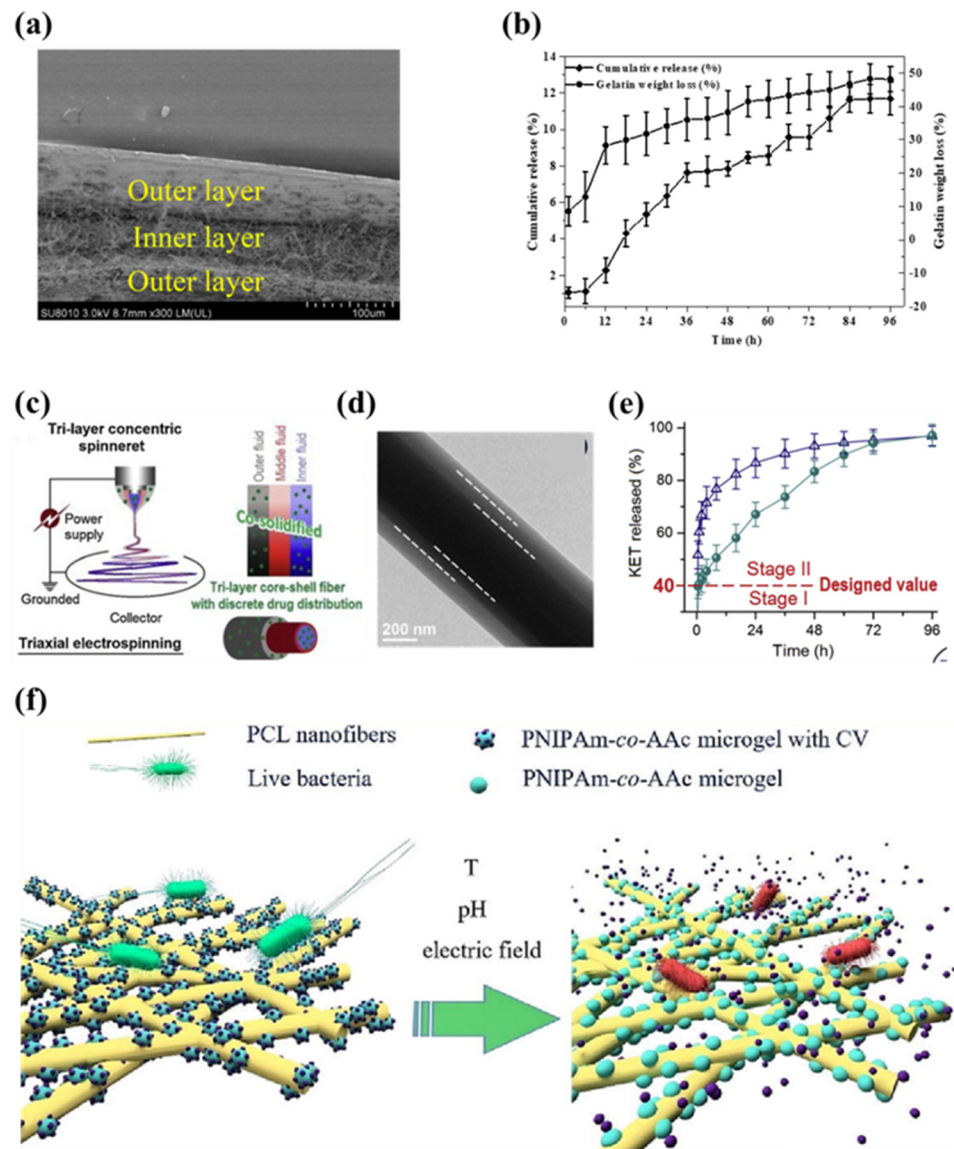 (a)
Outer layer
Inner layer
Outer layer
SU8010 3.0kV 8.7mm x300 LM(UL)
100um
(b)
Cumulative release (%)
Gelatin weight loss (%)
Cumulative release (%)
14
12
10
8
6
4
2
Gelatin weight loss (%)
50
40
30
20
10
0
-10
-20
0 12 24 36 48 60 72 84 96
Time (h)
(c)
Tri-layer concentric
spinneret
Power
supply
Grounded
Collector
Triaxial electrospinning
Outer fluid
Middle fluid
Inner fluid
Co-solidified
Tri-layer core-shell fiber
with discrete drug distribution
(d)
200 nm
(e)
KET released (%)
100
80
60
40
Stage II
Stage I
Designed value
0 24 48 72 96
Time (h)
(f)
PCL nanofibers
PNIPAm-co-AAc microgel with CV
Live bacteria
PNIPAm-co-AAc microgel
T
pH
electric field